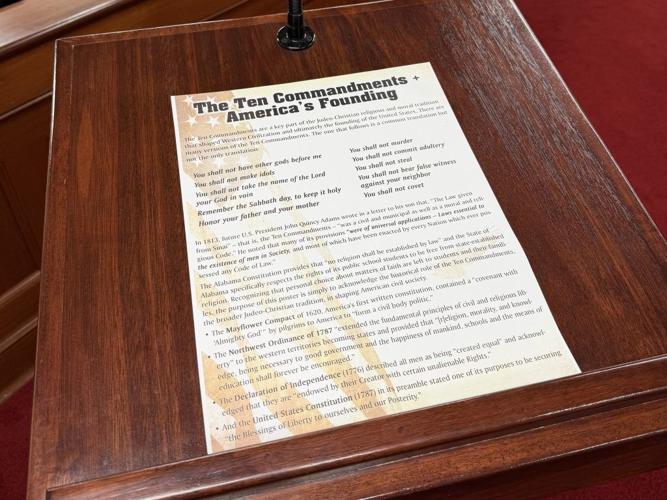 The Ten Commandments +
America's Founding
The Ten Commandments are a key part of the Judeo-Christian religious and moral tradition
that shaped Western Civilization and ultimately the founding of the United States. There are
many versions of the Ten Commandments. The one that follows is a common translation but
not the only translation.
You shall not have other gods before me
You shall not make idols
You shall not take the name of the Lord
your God in vain
Remember the Sabbath day, to keep it holy
Honor your father and your mother
You shall not murder
You shall not commit adultery
You shall not steal
You shall not bear false witness
against your neighbor
You shall not covet
In 1813, future U.S. President John Quincy Adams wrote in a letter to his son that, "The Law given
from Sinai" – that is, the Ten Commandments – "was a civil and municipal as well as a moral and reli-
gious Code." He noted that many of its provisions "were of universal applications – Laws essential to
the existence of men in Society, and most of which have been enacted by every Nation which ever pos-
sessed any Code of Law."
The Alabama Constitution provides that "no religion shall be established by law" and the State of
Alabama specifically respects the rights of its public school students to be free from state-established
religion. Recognizing that personal choice about matters of faith are left to students and their famili-
les, the purpose of this poster is simply to acknowledge the historical role of the Ten Commandments,
the broader Judeo-Christian tradition, in shaping American civil society.
• The Mayflower Compact of 1620, America's first written constitution, contained a "covenant with
'Almighty God'" by pilgrims to America to "form a civil body politic."
• The Northwest Ordinance of 1787 "extended the fundamental principles of civil and religious lib-
erty" to the western territories becoming states and provided that "[r]eligion, morality, and knowl-
edge, being necessary to good government and the happiness of mankind, schools and the means of
education shall forever be encouraged."
• The Declaration of Independence (1776) described all men as being "created equal" and acknowl-
edged that they are "endowed by their Creator with certain unalienable Rights."
• And the United States Constitution (1787) in its preamble stated one of its purposes to be securing
"the Blessings of Liberty to ourselves and our Posterity."